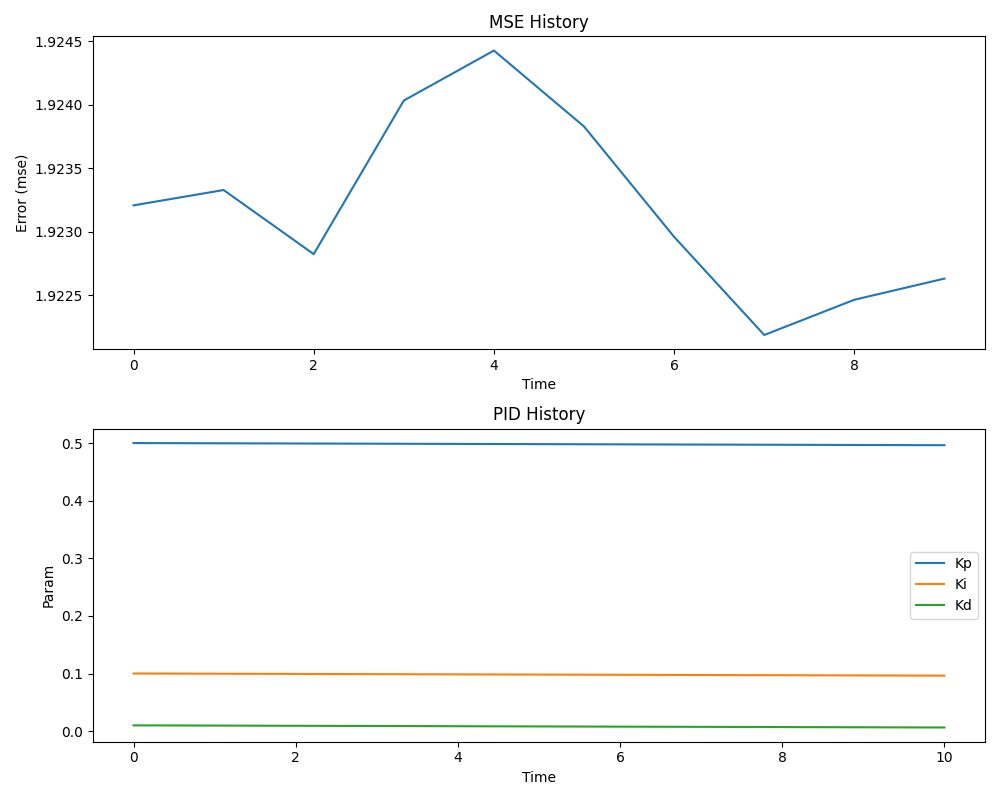 MSE History
Error (mse)
1.9245
1.9240
1.9235
1.9230
1.9225
0 2 4 6 8
Time
PID History
Param
0.5
0.4
0.3
0.2
0.1
0.0
Kp
Ki
Kd
0 2 4 6 8 10
Time